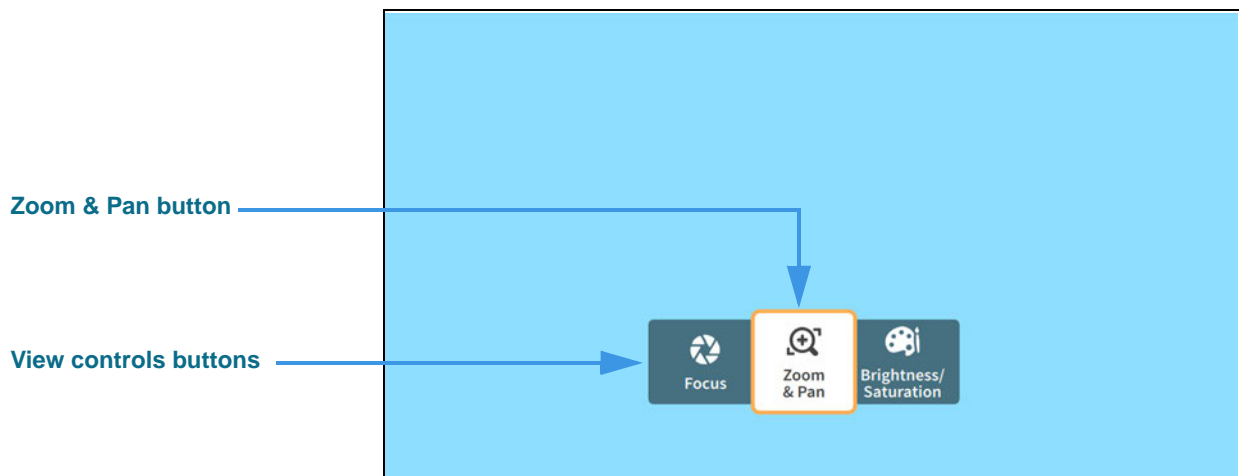 Zoom & Pan button
View controls buttons
Focus
Zoom
& Pan
Brightness/
Saturation